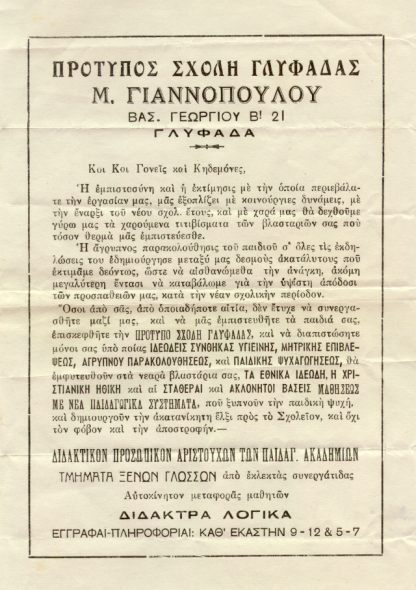 ΠΡΟΤΥΠΟΣ ΣΧΟΛΗ ΓΛΥΦΑΔΑΣ
Μ. ΓΙΑΝΝΟΠΟΥΛΟΥ
ΒΑΣ. ΓΕΩΡΓΙΟΥ Β! 21
ΓΛΥΦΑΔΑ
Κοι Κοι Γονεῖς καὶ Κηδεμόνες,
Ἡ ἐμπιστοσύνη καὶ ἡ ἐκτίμησις μὲ τὴν ὁποία περιεβάλα-
τε τὴν ἐργασίαν μας, μᾶς ἐξοπλίζει μὲ καινούργιες δυνάμεις, μὲ
τὴν ἔναρξι τοῦ νέου σχολ. ἔτους, καὶ μὲ χαρά μας θὰ δεχθοῦμε
γύρω μας τὰ χαρούμενα τιτιβίσματα τῶν βλασταριῶν σας ποὺ
τόσον θερμὰ μᾶς ἐμπιστεύεσθε.
Ἡ ἄγρυπνος παρακολούθησις τοῦ παιδιοῦ σ' ὅλες τὶς ἐκδη-
λώσεις του ἐδημιούργησε μεταξύ μας δεσμοὺς ἀκατάλυτους ποὺ
ἐκτιμᾶμε δεόντως, ὥστε νὰ αἰσθανόμεθα τὴν ἀνάγκη, ἀκόμη
μεγαλύτερη ἔντασι νὰ καταβάλωμε γιὰ τὴν ὑψίστη ἀπόδοσι
τῶν προσπαθειῶν μας, κατὰ τὴν νέαν σχολικὴν περίοδον.
Ὅσοι ἀπὸ σᾶς, ἀπὸ ὁποιαδήποτε αἰτία, δὲν ἔτυχε νὰ συνεργα-
σθῆτε μαζί μας, καὶ νὰ μᾶς ἐμπιστευθῆτε τὰ παιδιά σας,
ἐπισκεφθῆτε τὴν ΠΡΟΤΥΠΟ ΣΧΟΛΗ ΓΛΥΦΑΔΑΣ, καὶ νὰ διαπιστώσητε
μόνοι σας ὑπὸ ποίας ΙΔΕΩΔΕΙΣ ΣΥΝΘΗΚΑΣ ΥΓΙΕΙΝΗΣ, ΜΗΤΡΙΚΗΣ ΕΠΙΒΛΕ-
ΨΕΩΣ, ΑΓΡΥΠΝΟΥ ΠΑΡΑΚΟΛΟΥΘΗΣΕΩΣ, καὶ ΠΑΙΔΙΚΗΣ ΨΥΧΑΓΩΓΗΣΕΩΣ, θὰ
ἐμφυτευθοῦν στὰ νεαρὰ βλαστάρια σας, ΤΑ ΕΘΝΙΚΑ ΙΔΕΩΔΗ, Η ΧΡΙ-
ΣΤΙΑΝΙΚΗ ΗΘΙΚΗ καὶ αἱ ΣΤΑΘΕΡΑΙ καὶ ΑΚΛΟΝΗΤΟΙ ΒΑΣΕΙΣ ΜΑΘΗΣΕΩΣ
ΜΕ ΝΕΑ ΠΑΙΔΑΓΩΓΙΚΑ ΣΥΣΤΗΜΑΤΑ, ποὺ ξυπνοῦν τὴν παιδικὴ ψυχή,
καὶ δημιουργοῦν τὴν ἀκατανίκητη ἕλξι πρὸς τὸ Σχολεῖον, καὶ ὄχι
τὸν φόβον καὶ τὴν ἀποστροφήν.—
ΔΙΔΑΚΤΙΚΟΝ ΠΡΟΣΩΠΙΚΟΝ ΑΡΙΣΤΟΥΧΩΝ ΤΩΝ ΠΑΙΔΑΓ. ΑΚΑΔΗΜΙΩΝ
ΤΜΗΜΑΤΑ ΞΕΝΩΝ ΓΛΩΣΣΩΝ ἀπὸ ἐκλεκτὰς συνεργάτιδας
Αὐτοκίνητον μεταφορᾶς μαθητῶν
ΔΙΔΑΚΤΡΑ ΛΟΓΙΚΑ
ΕΓΓΡΑΦΑΙ-ΠΛΗΡΟΦΟΡΙΑΙ: ΚΑΘ' ΕΚΑΣΤΗΝ 9-12 & 5-7